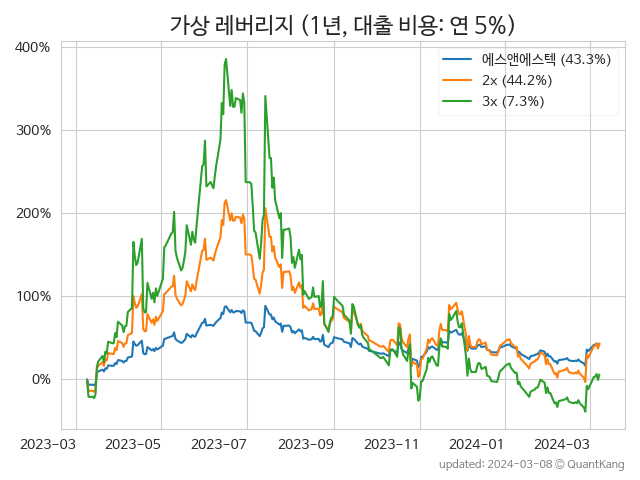 가상 레버리지 (1년, 대출 비용: 연 5%)
400%
300%
200%
100%
0%
에스앤에스텍 (43.3%)
2x (44.2%)
3x (7.3%)
2023-03
2023-05
2023-07
2023-09
2023-11
2024-01
2024-03
updated: 2024-03-08 © QuantKang